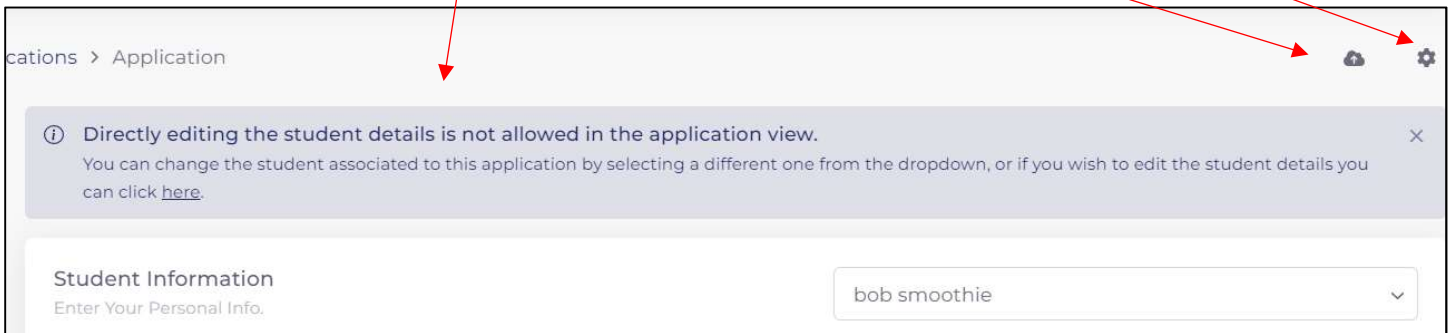 cations > Application
Directly editing the student details is not allowed in the application view.
You can change the student associated to this application by selecting a different one from the dropdown, or if you wish to edit the student details you
can click here.
Student Information
bob smoothie
Enter Your Personal Info.